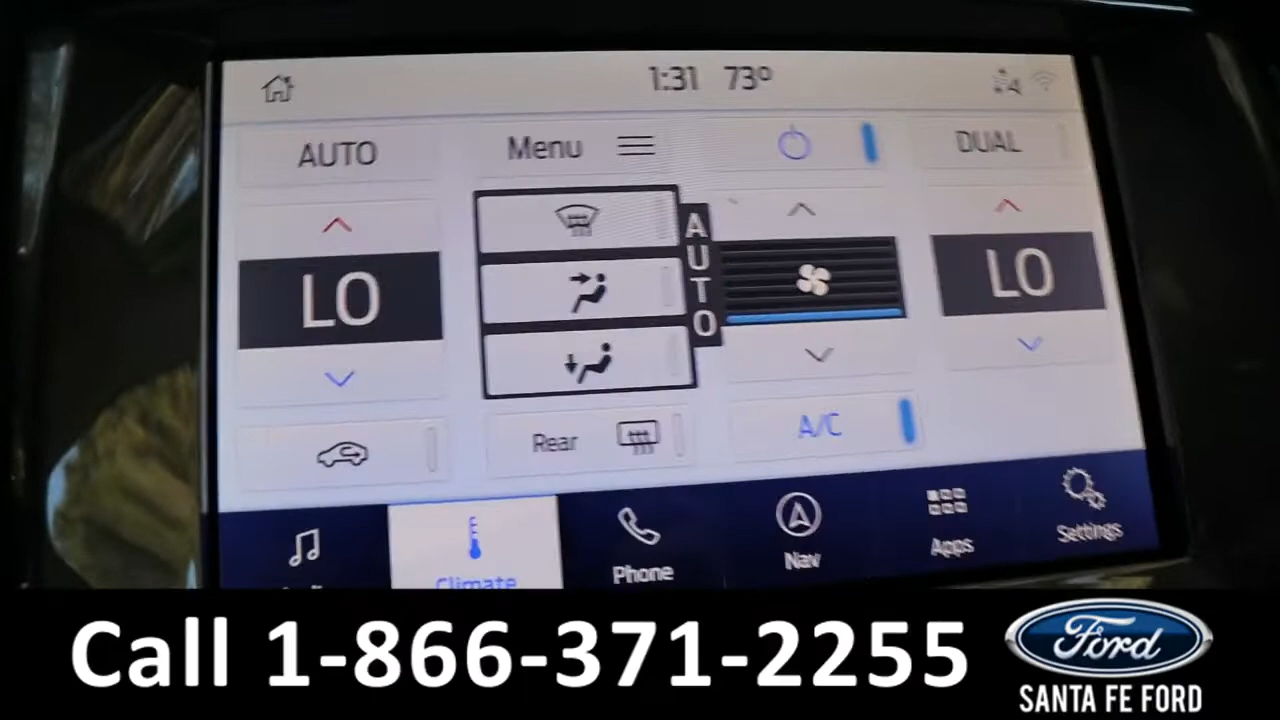 1:31 73°
AUTO
Menu
DUAL
LO
AUTO
LO
Rear
A/C
Climate
Phone
Nav
Apps
Settings
Call 1-866-371-2255
Ford
SANTA FE FORD